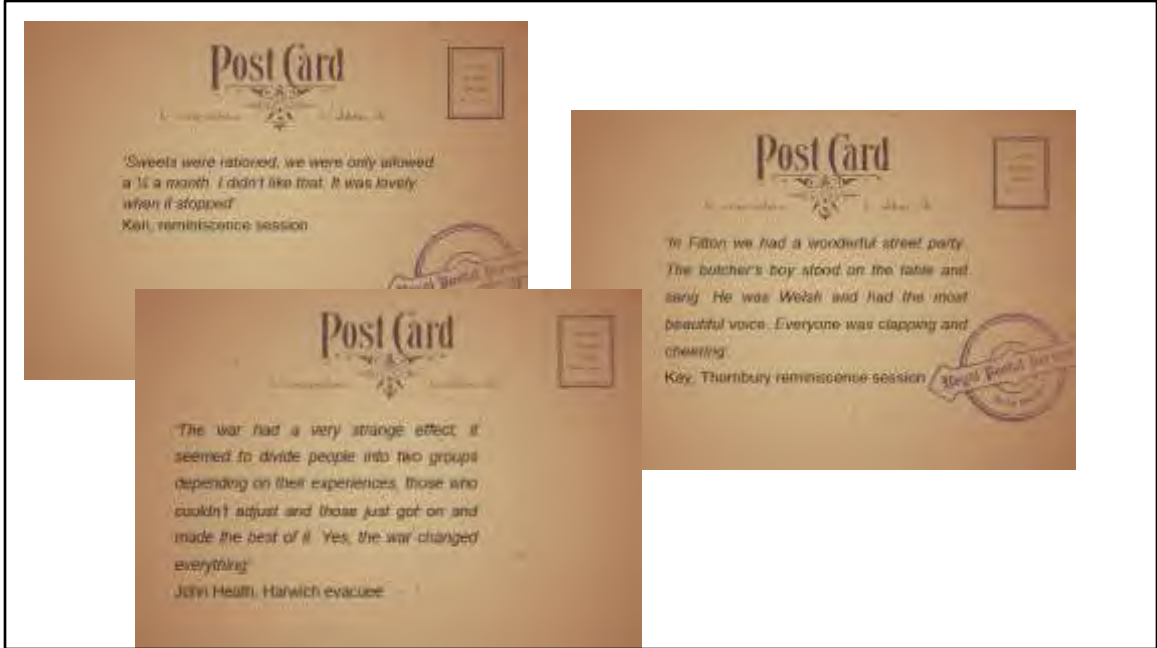 Post Card
'Sweets were rationed, we were only allowed
a ¼ a month. I didn't like that. It was lovely
when it stopped'
Ken, reminiscence session
Post Card
'In Filton we had a wonderful street party.
The butcher's boy stood on the table and
sang. He was Welsh and had the most
beautiful voice. Everyone was clapping and
cheering'
Kay, Thornbury reminiscence session
Royal Postal Service
Post Card
'The war had a very strange effect, it
seemed to divide people into two groups
depending on their experiences, those who
couldn't adjust and those just got on and
made the best of it. Yes, the war changed
everything'
John Heath, Harwich evacuee